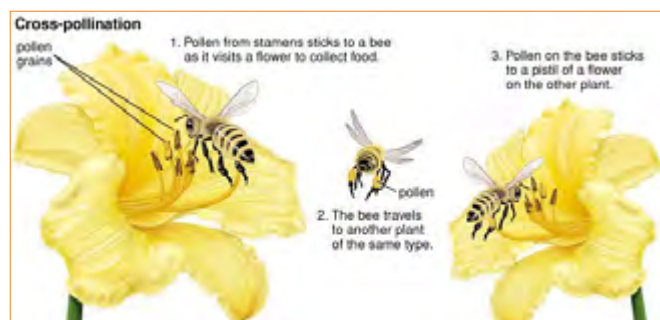 Cross-pollination
pollen
grains
1. Pollen from stamens sticks to a bee
as it visits a flower to collect food.
pollen
2. The bee travels
to another plant
of the same type.
3. Pollen on the bee sticks
to a pistil of a flower
on the other plant.